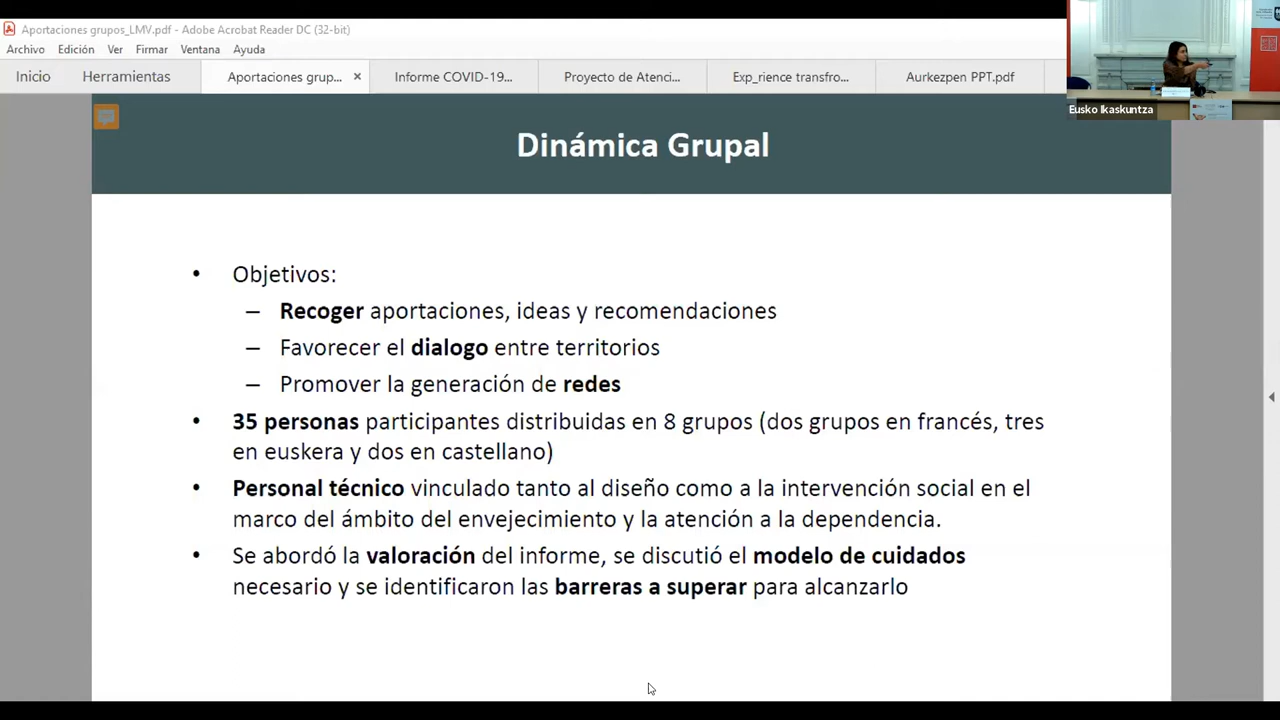 Aportaciones grupos_LMV.pdf - Adobe Acrobat Reader DC (32-bit)
Archivo Edición Ver Firmar Ventana Ayuda
Inicio Herramientas Aportaciones grup... × Informe COVID-19... Proyecto de Atenci... Exp_rience transfro... Aurkezpen PPT.pdf
Eusko Ikaskuntza
Dinámica Grupal
• Objetivos:
– Recoger aportaciones, ideas y recomendaciones
– Favorecer el dialogo entre territorios
– Promover la generación de redes
• 35 personas participantes distribuidas en 8 grupos (dos grupos en francés, tres
en euskera y dos en castellano)
• Personal técnico vinculado tanto al diseño como a la intervención social en el
marco del ámbito del envejecimiento y la atención a la dependencia.
• Se abordó la valoración del informe, se discutió el modelo de cuidados
necesario y se identificaron las barreras a superar para alcanzarlo